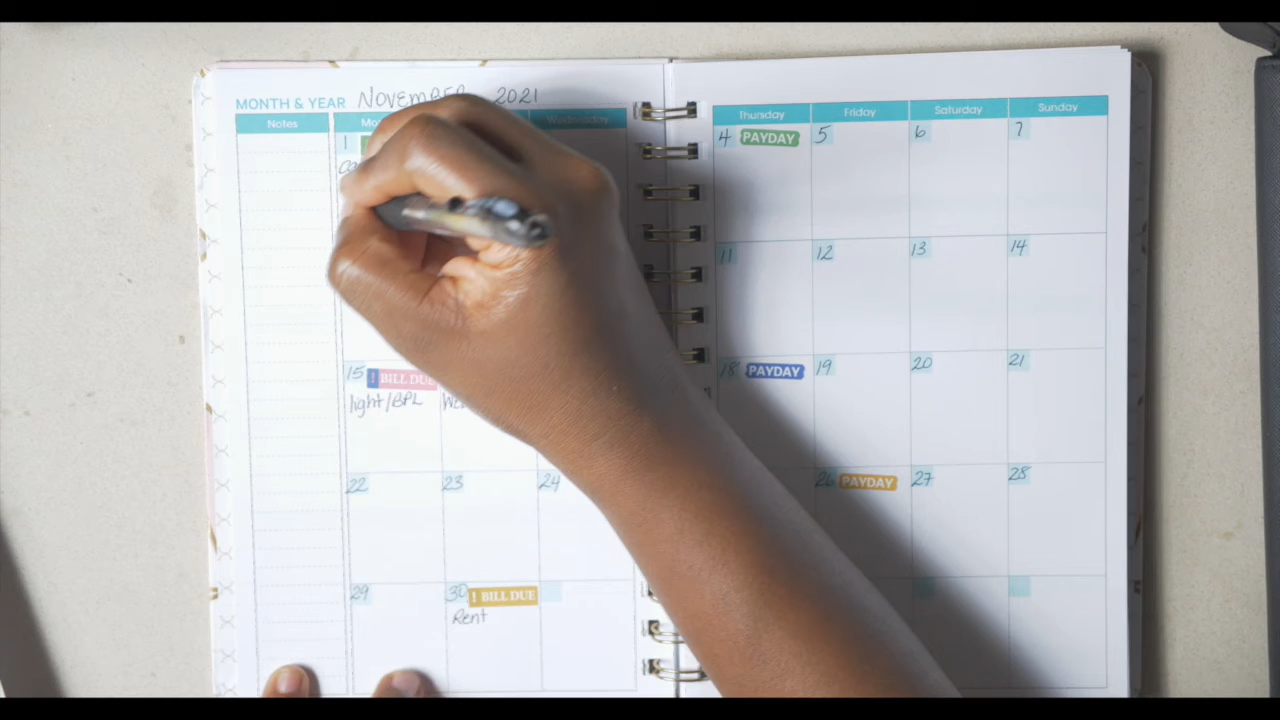 MONTH & YEAR NOVEMBER 2021
Notes
Wednesday
Thursday
Friday
Saturday
Sunday
1
4 PAYDAY
5
6
7
11
12
13
14
15 ! BILL DUE
light/BPL
18 PAYDAY
19
20
21
22
23
24
26 PAYDAY
27
28
29
30 ! BILL DUE
Rent